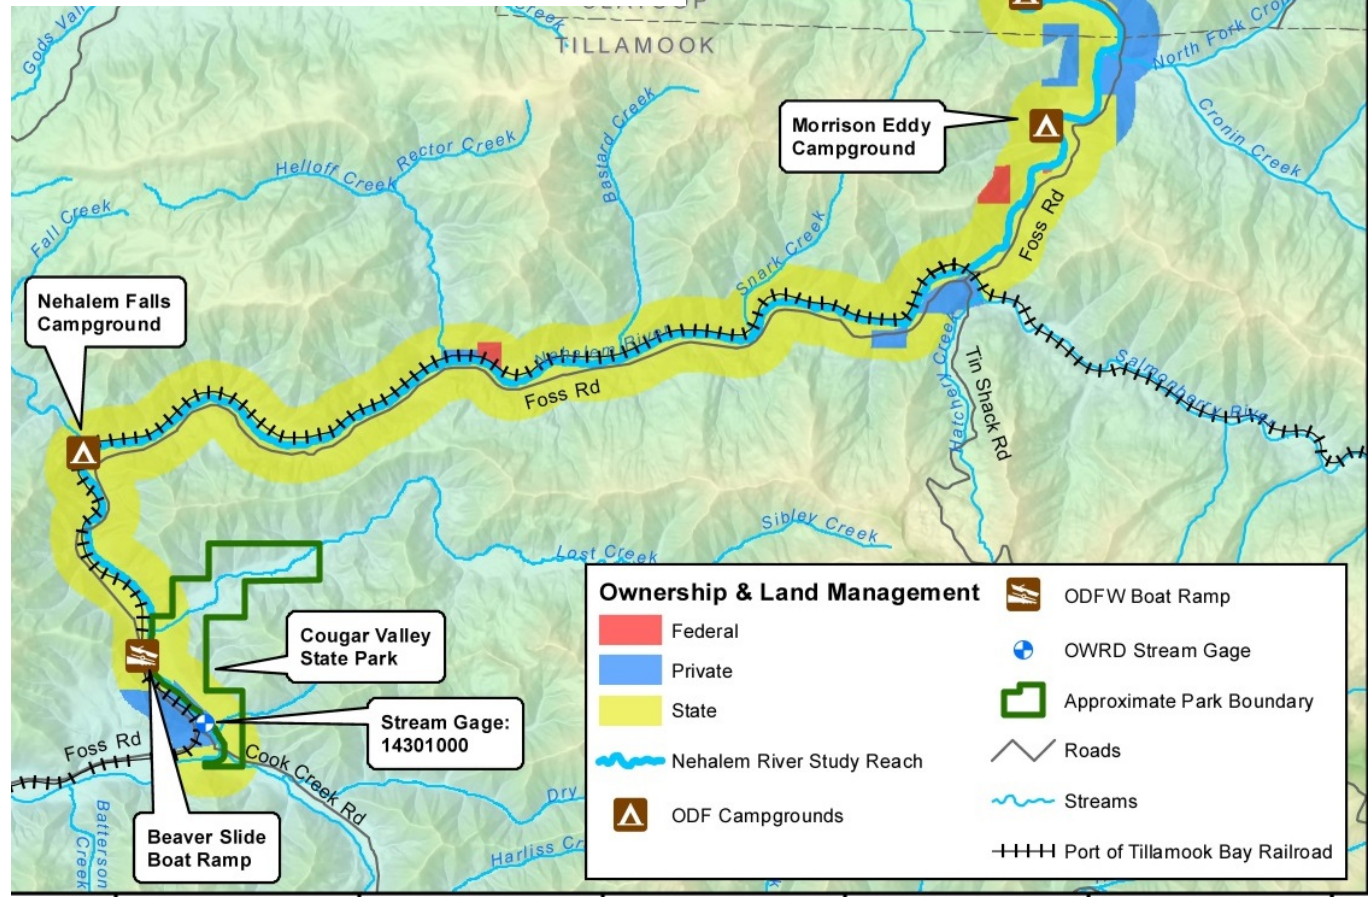 Creek
TILLAMOOK
North Fork
Cronin Creek
Morrison Eddy
Campground
Bastard Creek
Rector Creek
Helloff Creek
Fall Creek
Snark Creek
Foss Rd
Nehalem Falls
Campground
Nehalem River
Foss Rd
Hatchery Creek
Tin Shack Rd
Salmonberry River
Sibley Creek
Lost Creek
Cougar Valley
State Park
Stream Gage:
14301000
Foss Rd
Cook Creek Rd
Dry
Harliss
Batterson
Creek
Beaver Slide
Boat Ramp
Ownership & Land Management
Federal
Private
State
Nehalem River Study Reach
ODF Campgrounds
ODFW Boat Ramp
OWRD Stream Gage
Approximate Park Boundary
Roads
Streams
Port of Tillamook Bay Railroad